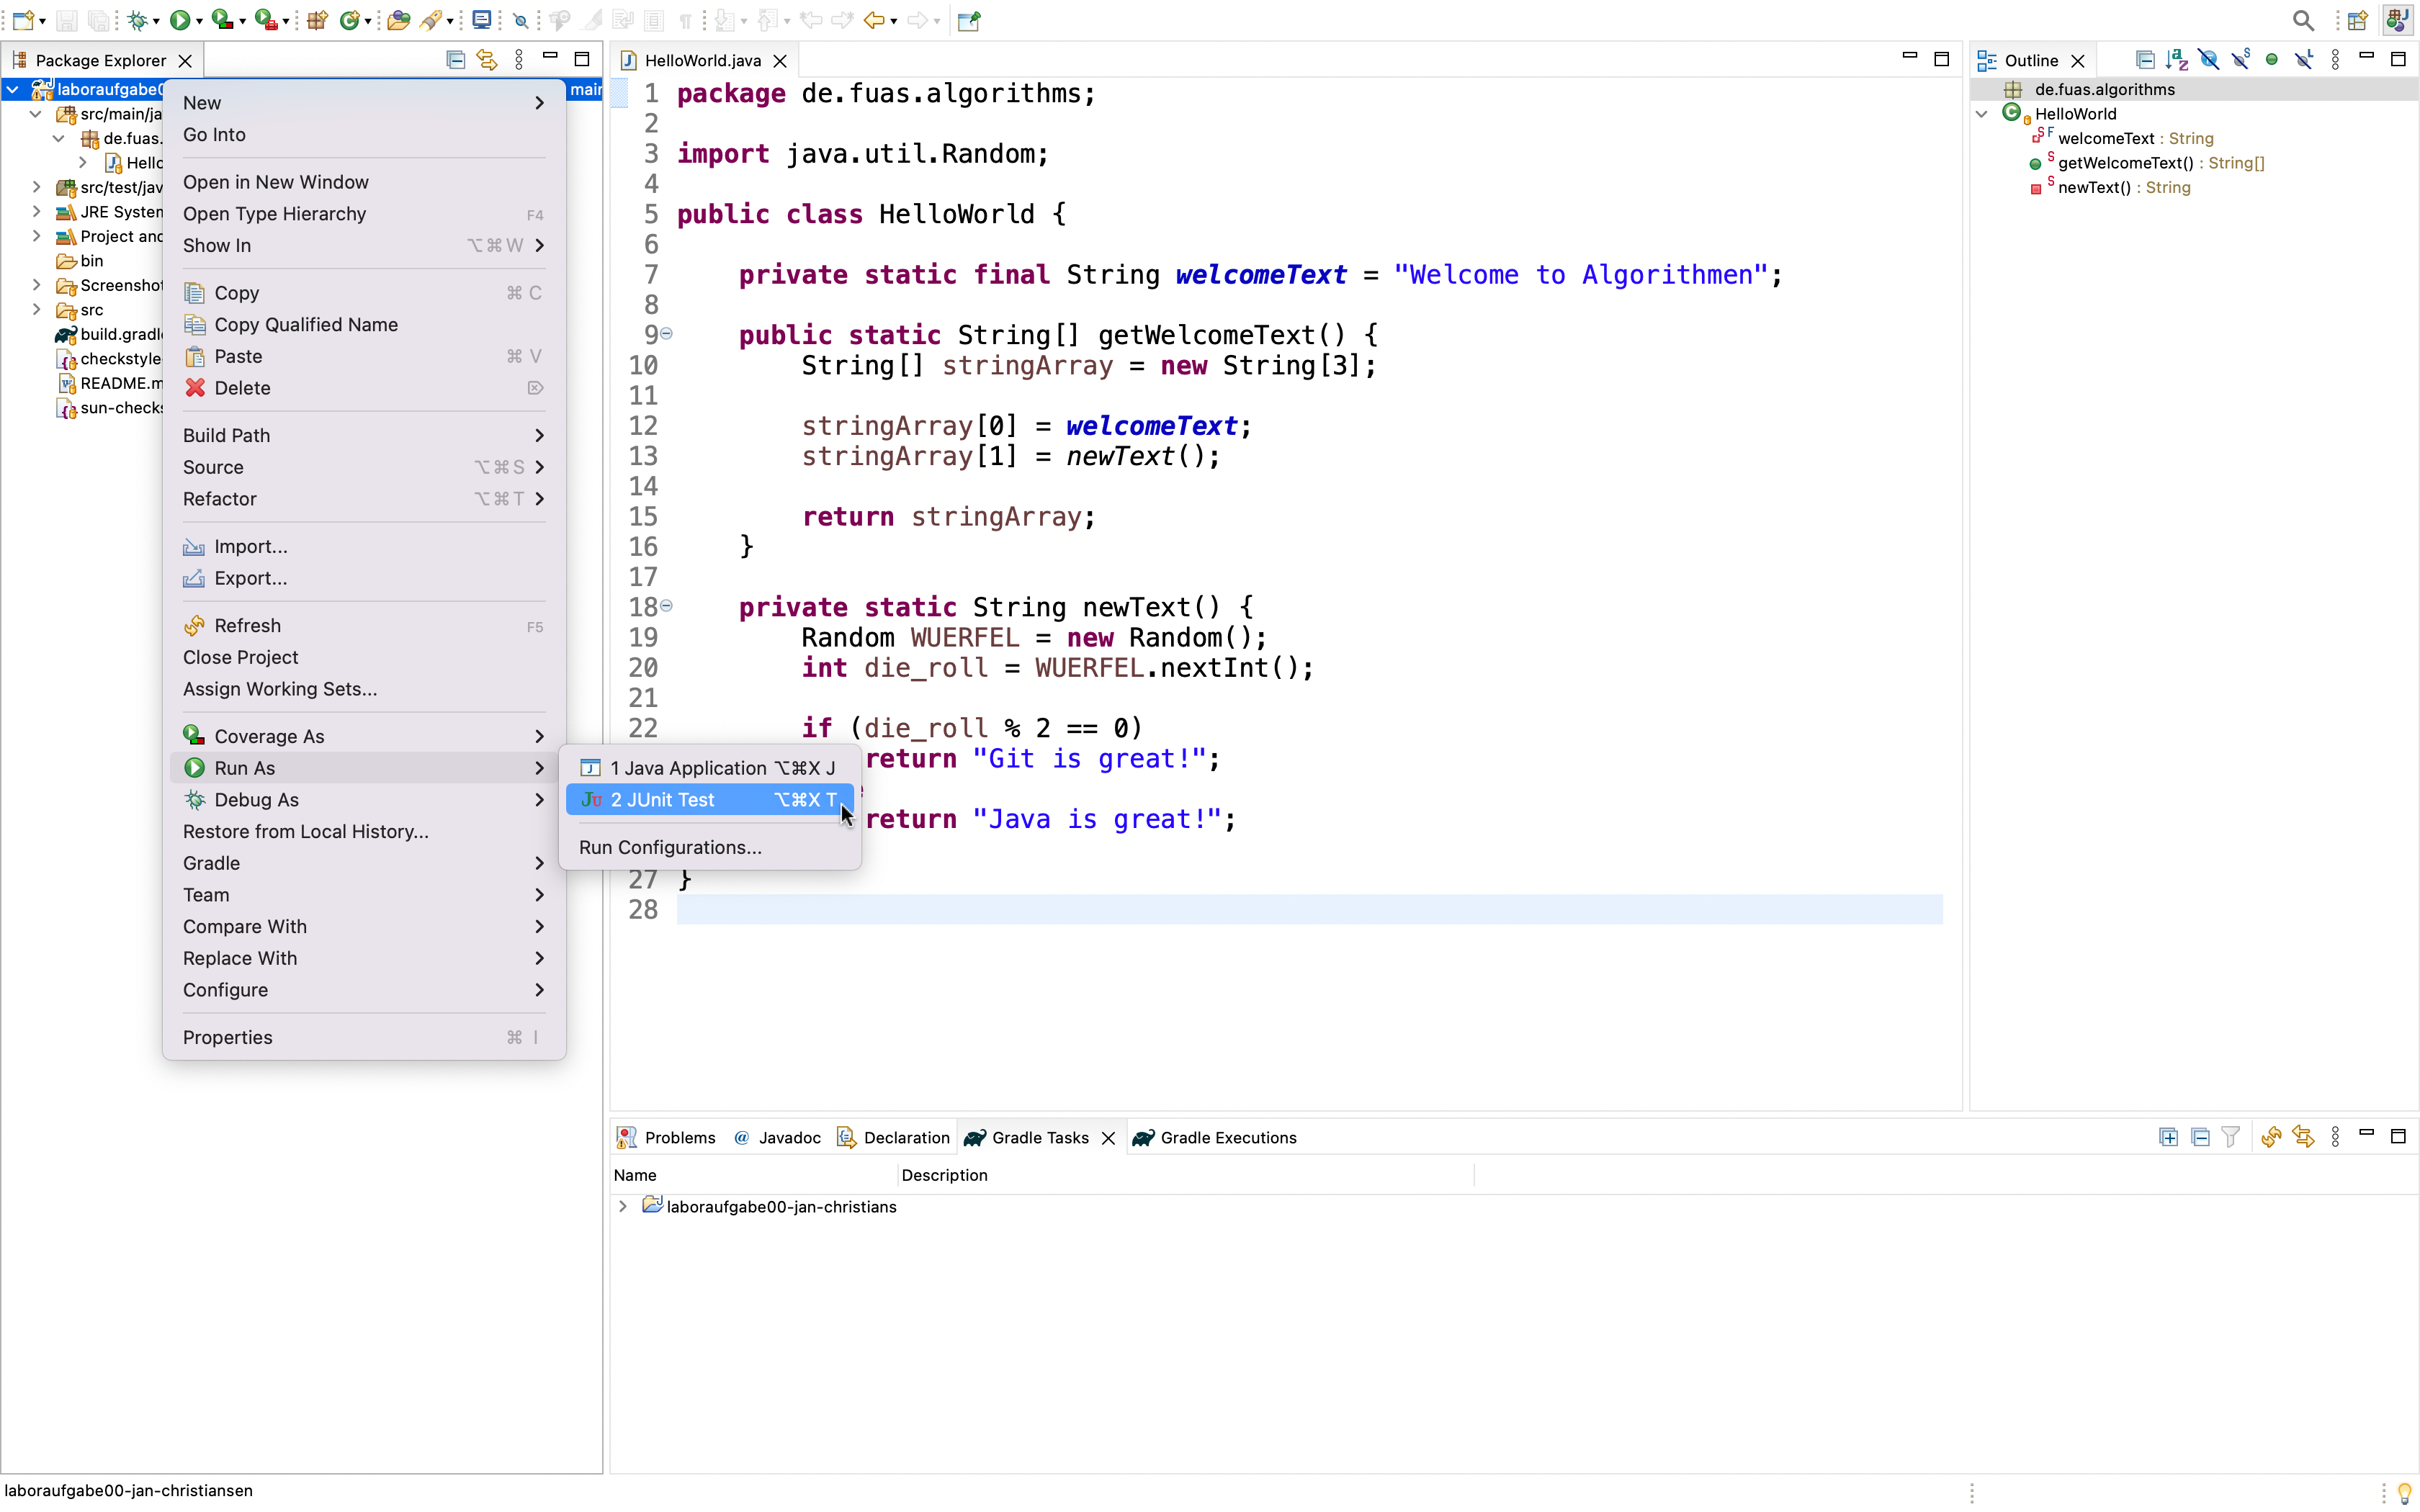 Package Explorer
laboraufgabe0
main
src/main/ja
de.fuas.
Hello
src/test/jav
JRE System
Project and
bin
Screenshot
src
build.gradle
checkstyle
README.m
sun-checks
New
Go Into
Open in New Window
Open Type Hierarchy F4
Show In ⌥⌘W
Copy ⌘ C
Copy Qualified Name
Paste ⌘ V
Delete ⌦
Build Path
Source ⌥⌘S
Refactor ⌥⌘T
Import...
Export...
Refresh F5
Close Project
Assign Working Sets...
Coverage As
Run As
Debug As
Restore from Local History...
Gradle
Team
Compare With
Replace With
Configure
Properties ⌘ I
1 Java Application ⌥⌘X J
2 JUnit Test ⌥⌘X T
Run Configurations...
HelloWorld.java
1 package de.fuas.algorithms;
2
3 import java.util.Random;
4
5 public class HelloWorld {
6
7 private static final String welcomeText = "Welcome to Algorithmen";
8
9 public static String[] getWelcomeText() {
10 String[] stringArray = new String[3];
11
12 stringArray[0] = welcomeText;
13 stringArray[1] = newText();
14
15 return stringArray;
16 }
17
18 private static String newText() {
19 Random WUERFEL = new Random();
20 int die_roll = WUERFEL.nextInt();
21
22 if (die_roll % 2 == 0)
return "Git is great!";
return "Java is great!";
27 }
28
Outline
de.fuas.algorithms
HelloWorld
welcomeText : String
getWelcomeText() : String[]
newText() : String
Problems @ Javadoc Declaration Gradle Tasks Gradle Executions
Name Description
laboraufgabe00-jan-christians
laboraufgabe00-jan-christiansen